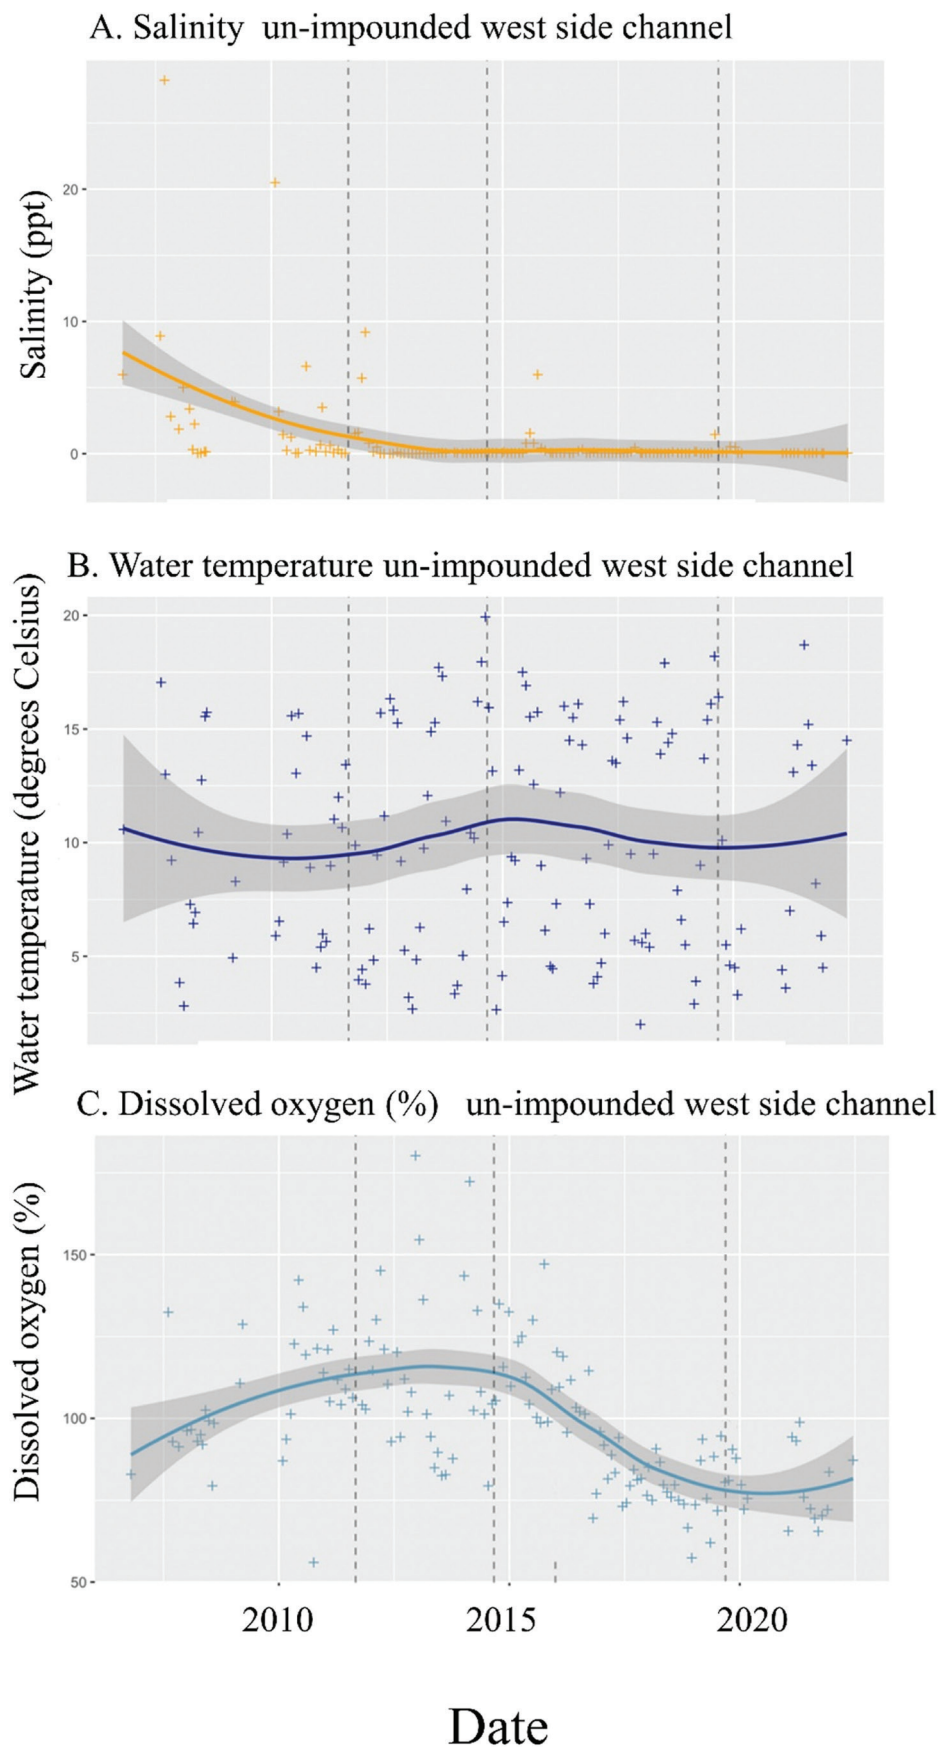 A. Salinity un-impounded west side channel
Salinity (ppt)
20
10
0
B. Water temperature un-impounded west side channel
Water temperature (degrees Celsius)
20
15
10
5
C. Dissolved oxygen (%) un-impounded west side channel
Dissolved oxygen (%)
150
100
50
2010 2015 2020
Date